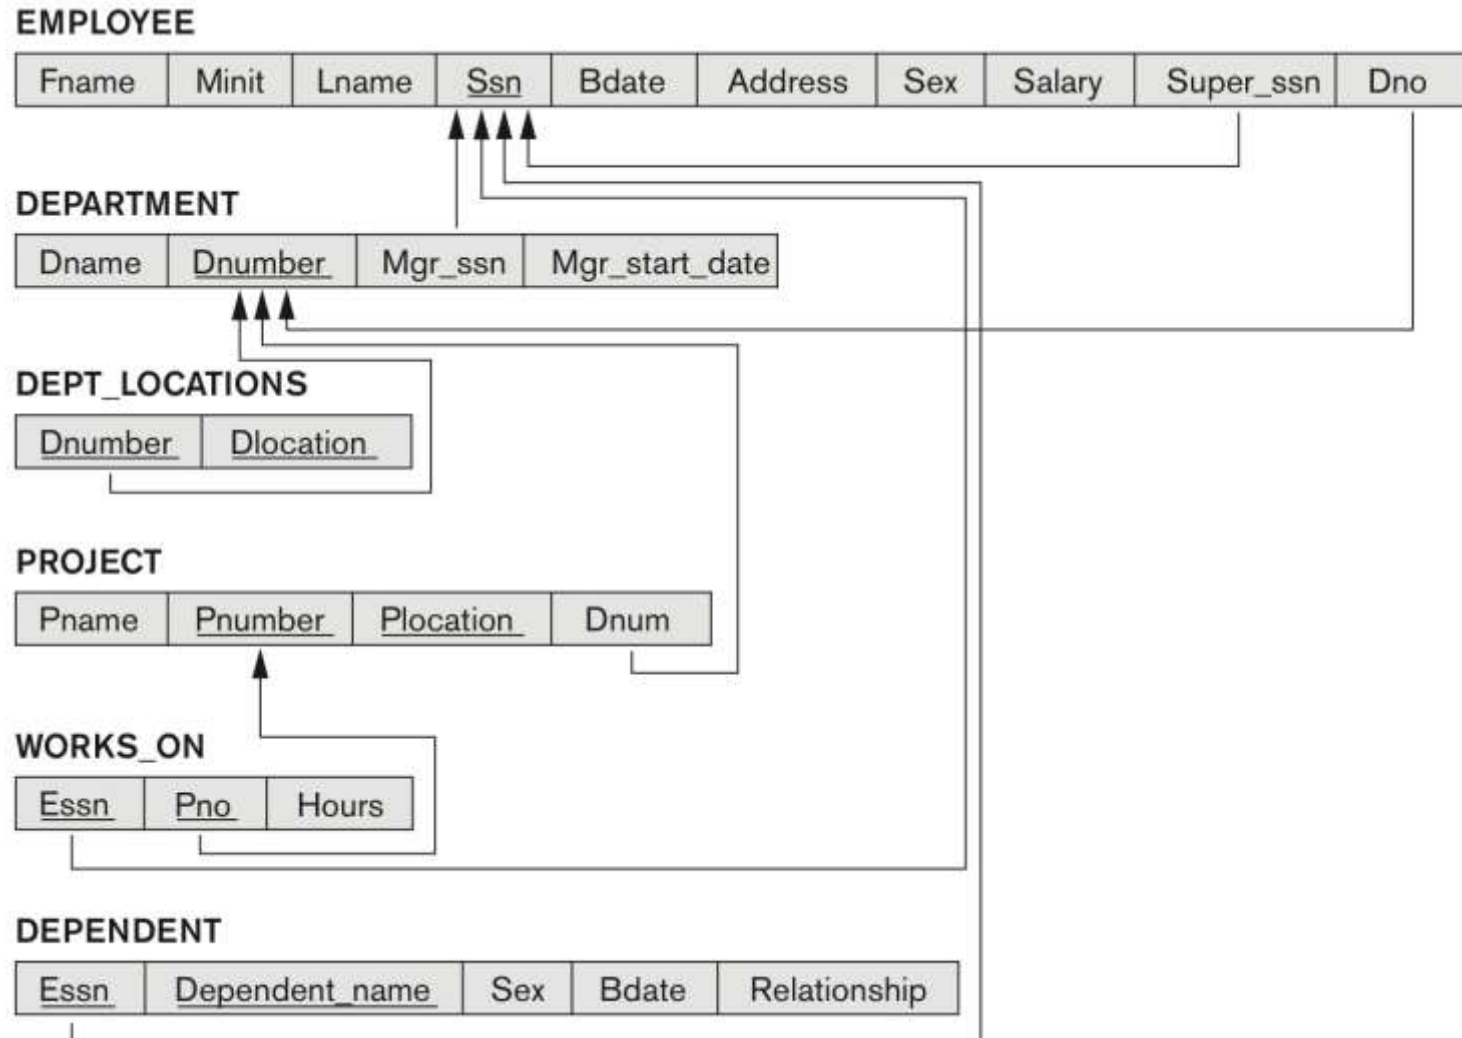 EMPLOYEE
Fname Minit Lname Ssn Bdate Address Sex Salary Super_ssn Dno
DEPARTMENT
Dname Dnumber Mgr_ssn Mgr_start_date
DEPT_LOCATIONS
Dnumber Dlocation
PROJECT
Pname Pnumber Plocation Dnum
WORKS_ON
Essn Pno Hours
DEPENDENT
Essn Dependent_name Sex Bdate Relationship